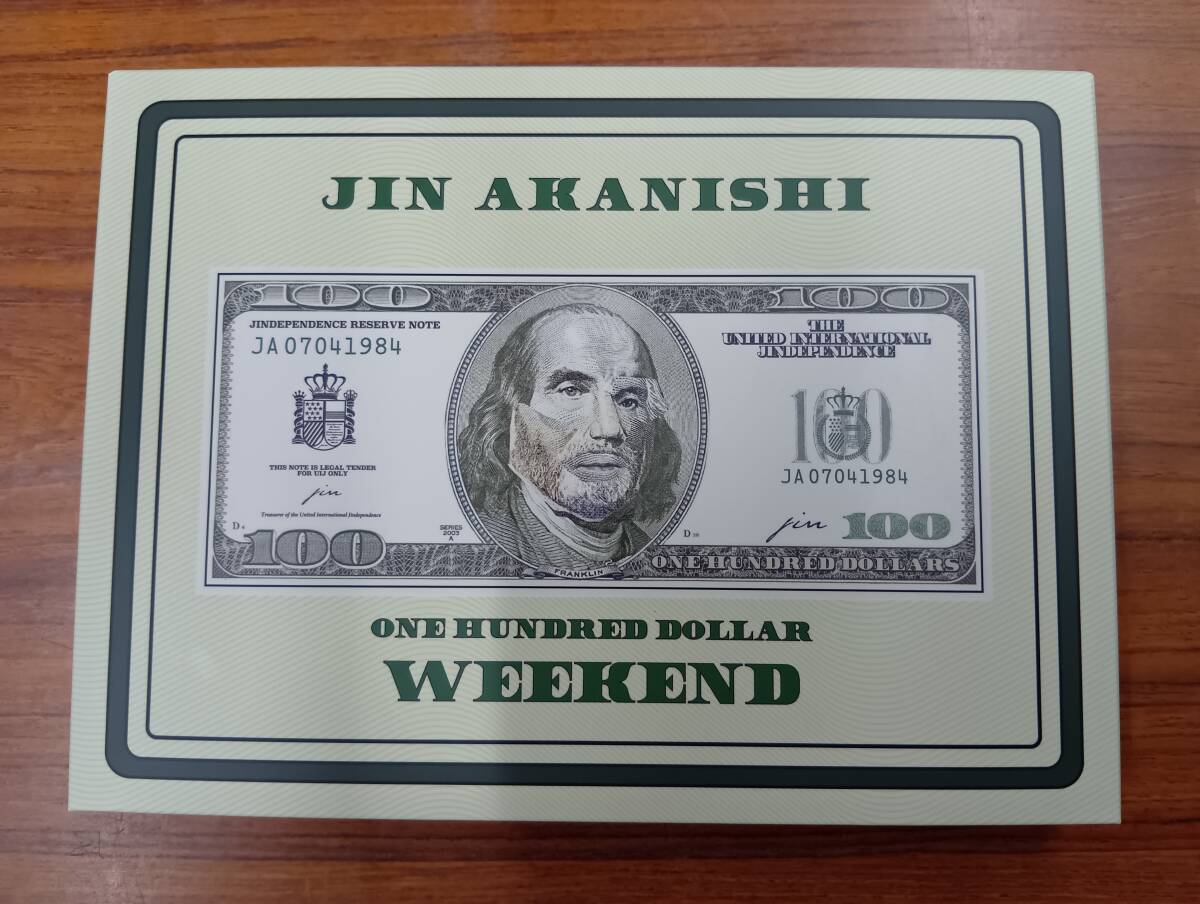 JIN AKANISHI
100 100
JINDEPENDENCE RESERVE NOTE
JA07041984
THE
UNITED INTERNATIONAL
JINDEPENDENCE
100
THIS NOTE IS LEGAL TENDER
FOR UIJ ONLY
jin
Treasurer of the United International Jindependence
JA07041984
D
SERIES
2003
A
D
jin 100
100
FRANKLIN
ONE HUNDRED DOLLARS
ONE HUNDRED DOLLAR
WEEKEND